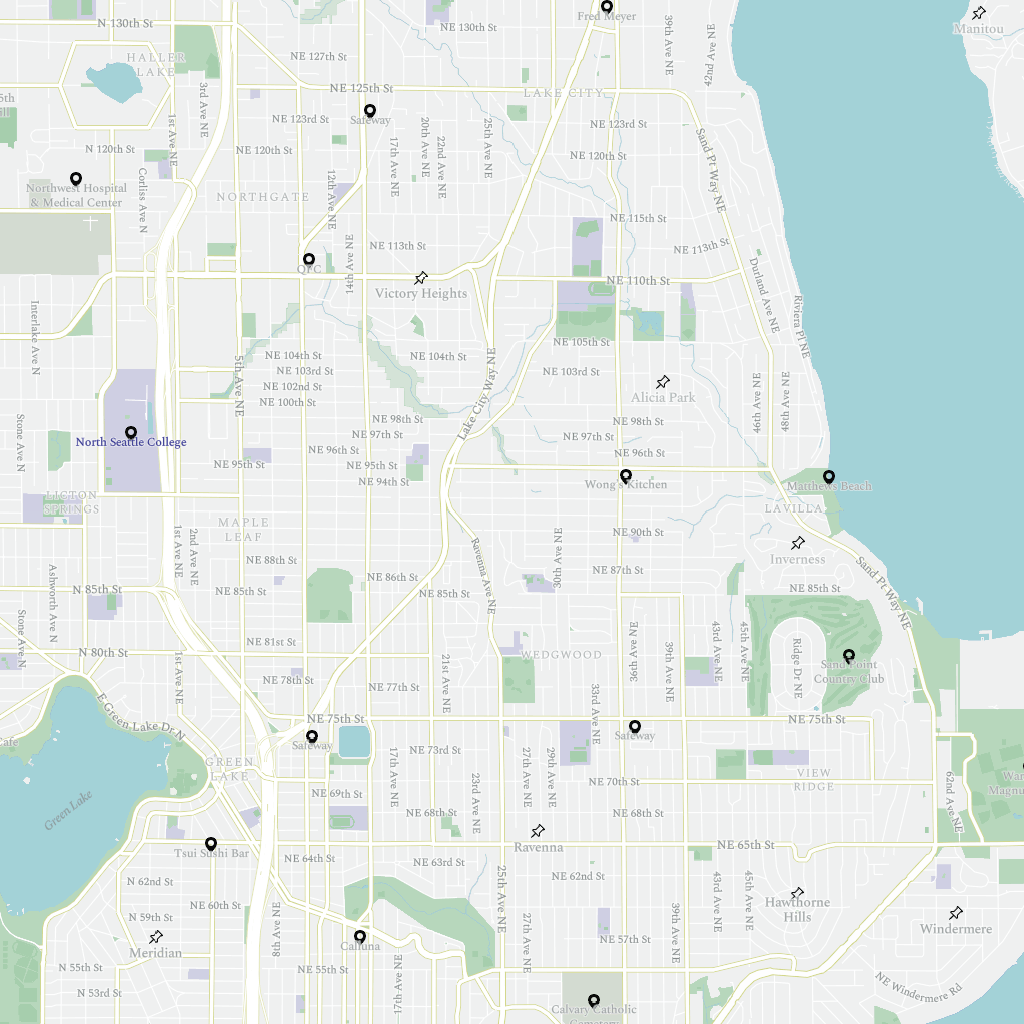 Fred Meyer
Manitou
N 130th St
NE 130th St
39th Ave NE
42nd Ave NE
HALLER
LAKE
NE 127th St
3rd Ave NE
NE 125th St
LAKE CITY
Safeway
NE 123rd St
NE 123rd St
1st Ave NE
20th Ave NE
25th Ave NE
17th Ave NE
22nd Ave NE
N 120th St
NE 120th St
NE 120th St
Sand Pt Way NE
Corliss Ave N
12th Ave NE
Northwest Hospital
& Medical Center
NORTHGATE
NE 115th St
NE 113th St
NE 113th St
14th Ave NE
QFC
Victory Heights
NE 110th St
Durland Ave NE
Riviera Pl NE
Interlake Ave N
NE 105th St
5th Ave NE
NE 104th St
NE 104th St
NE 103rd St
NE 103rd St
NE 102nd St
NE 100th St
Lake City Way NE
Alicia Park
46th Ave NE
48th Ave NE
Stone Ave N
North Seattle College
NE 98th St
NE 98th St
NE 97th St
NE 97th St
NE 96th St
NE 96th St
NE 95th St
NE 95th St
NE 94th St
Wong's Kitchen
Matthews Beach
LICTON
SPRINGS
LAVILLA
MAPLE
LEAF
1st Ave NE
2nd Ave NE
NE 90th St
30th Ave NE
Inverness
NE 88th St
NE 87th St
NE 86th St
Ravenna Ave NE
Sand Pt Way NE
Ashworth Ave N
N 85th St
NE 85th St
NE 85th St
NE 85th St
Stone Ave N
NE 81st St
N 80th St
1st Ave NE
21st Ave NE
WEDGWOOD
36th Ave NE
39th Ave NE
43rd Ave NE
45th Ave NE
Ridge Dr NE
Sand Point
Country Club
NE 78th St
NE 77th St
33rd Ave NE
E Green Lake Dr N
NE 75th St
NE 75th St
Safeway
Safeway
Cafe
NE 73rd St
17th Ave NE
23rd Ave NE
27th Ave NE
29th Ave NE
GREEN
LAKE
VIEW
RIDGE
NE 70th St
62nd Ave NE
Green Lake
NE 69th St
NE 68th St
NE 68th St
Ravenna
Tsui Sushi Bar
NE 65th St
NE 64th St
NE 63rd St
NE 62nd St
25th Ave NE
N 62nd St
43rd Ave NE
45th Ave NE
Hawthorne
Hills
NE 60th St
N 59th St
8th Ave NE
27th Ave NE
39th Ave NE
Windermere
Meridian
Calluna
NE 57th St
N 55th St
NE 55th St
17th Ave NE
NE Windermere Rd
N 53rd St
Calvary Catholic
Cemetery